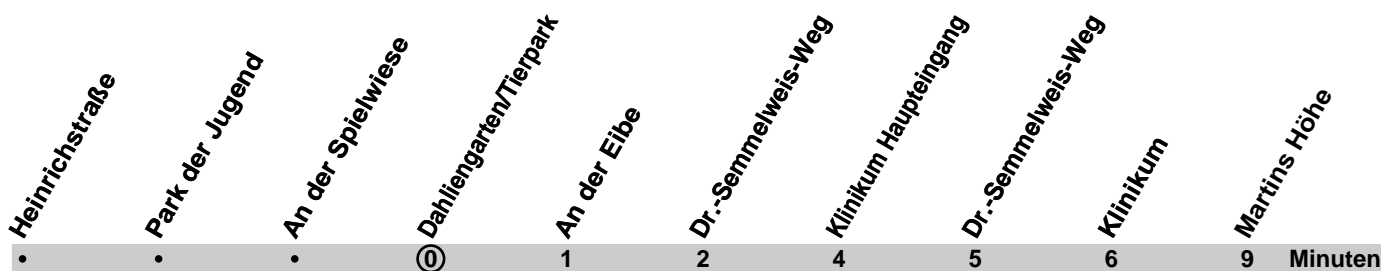 Heinrichstraße
Park der Jugend
An der Spielwiese
Dahliengarten/Tierpark
An der Eibe
Dr.-Semmelweis-Weg
Klinikum Haupteingang
Dr.-Semmelweis-Weg
Klinikum
Martins Höhe
• • • 0 1 2 4 5 6 9 Minuten